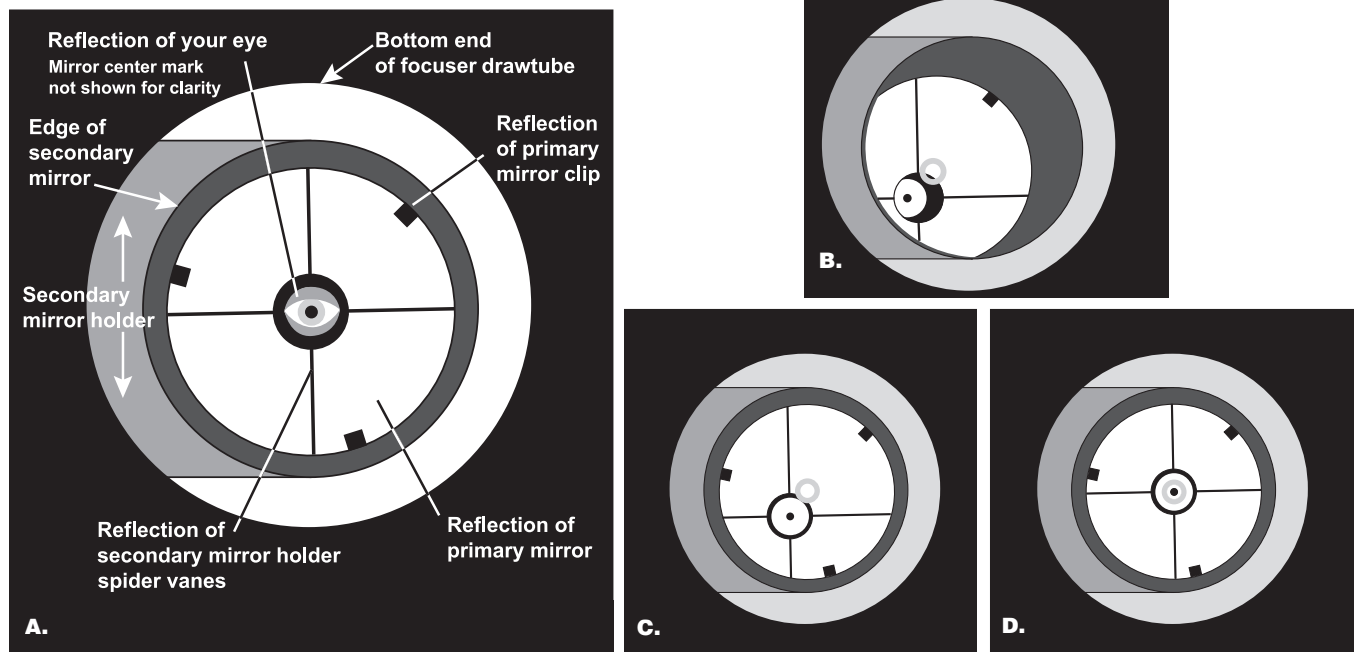 Reflection of your eye
Mirror center mark
not shown for clarity
Bottom end
of focuser drawtube
Edge of
secondary
mirror
Reflection
of primary
mirror clip
Secondary
mirror holder
Reflection of
secondary mirror holder
spider vanes
Reflection of
primary mirror
A.
B.
C.
D.